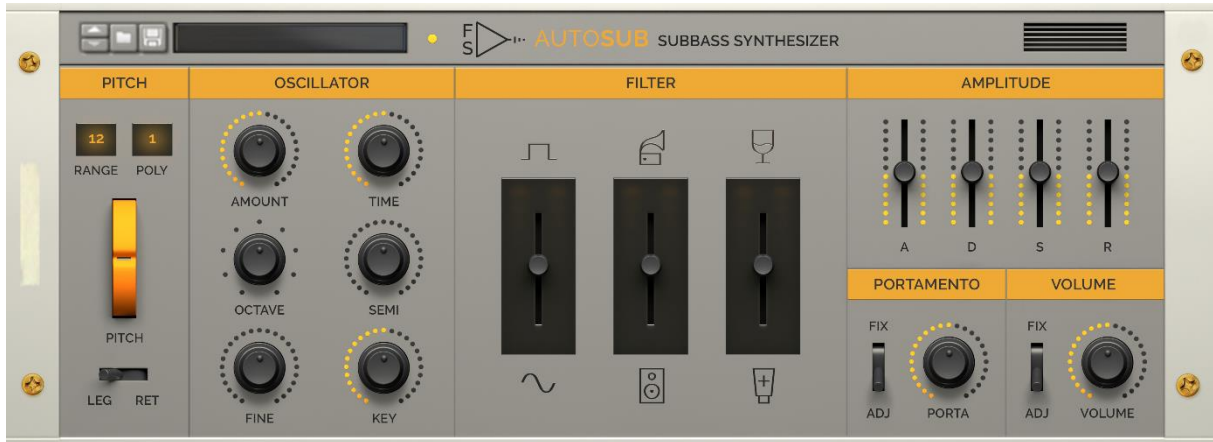 FS AUTOSUB SUBBASS SYNTHESIZER
PITCH
OSCILLATOR
FILTER
AMPLITUDE
12 1
RANGE POLY
PITCH
LEG RET
AMOUNT TIME
OCTAVE SEMI
FINE KEY
A D S R
PORTAMENTO
FIX
ADJ
PORTA
VOLUME
FIX
ADJ
VOLUME